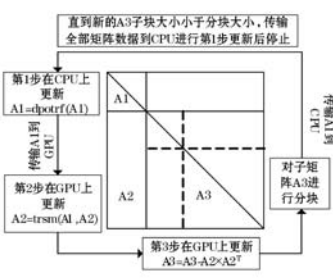 直到新的A3子块大小小于分块大小，传输
全部矩阵数据到CPU进行第1步更新后停止
第1步在CPU上
更新
A1=dpotrf(A1)
传输A1到
GPU
第2步在GPU上
更新
A2=trsm(A1,A2)
A1
A2
A3
传输A1到
CPU
对子矩
阵A3进
行分块
第3步在GPU上更新
A3=A3-A2×A2ᵀ